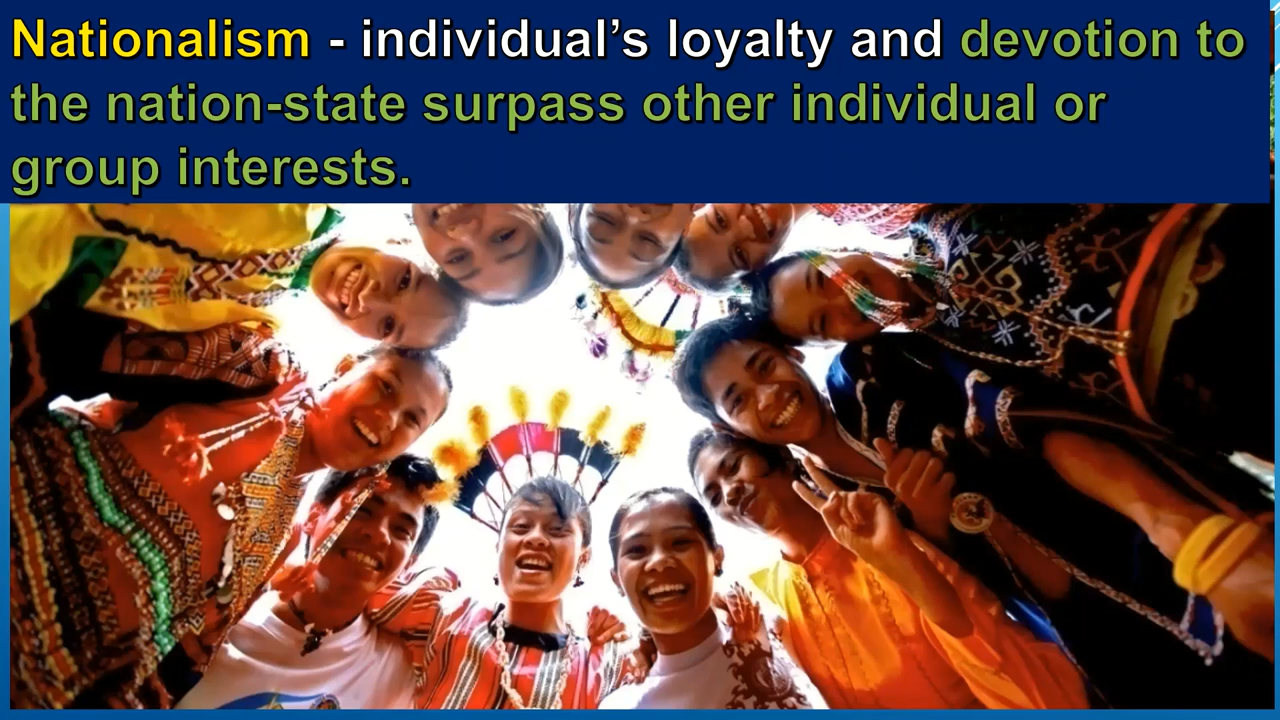 Nationalism - individual’s loyalty and devotion to
the nation-state surpass other individual or
group interests.